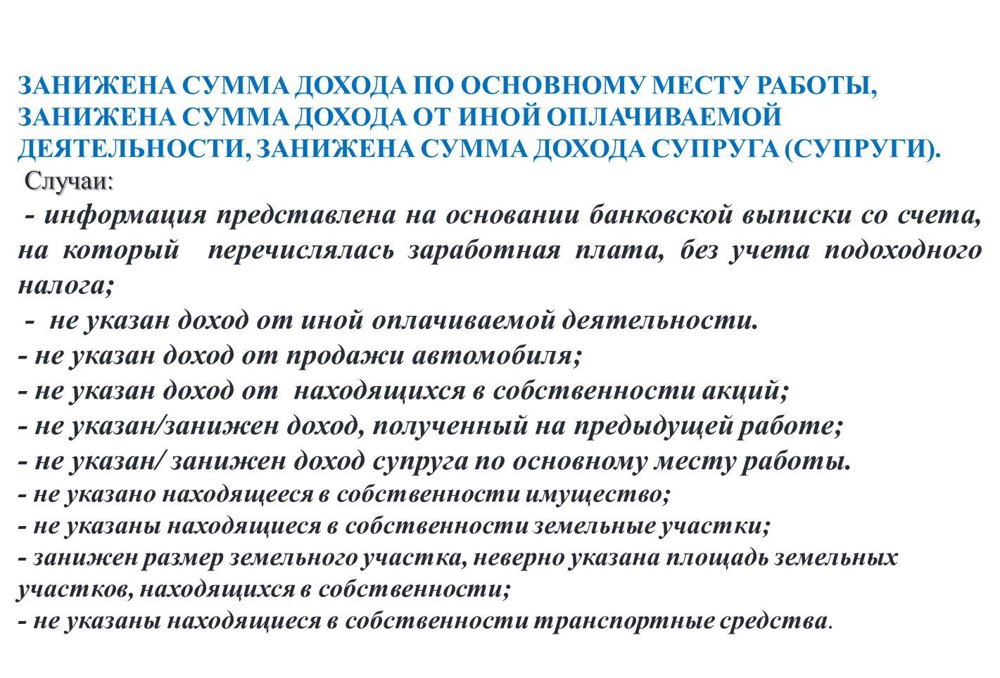 ЗАНИЖЕНА СУММА ДОХОДА ПО ОСНОВНОМУ МЕСТУ РАБОТЫ,
ЗАНИЖЕНА СУММА ДОХОДА ОТ ИНОЙ ОПЛАЧИВАЕМОЙ
ДЕЯТЕЛЬНОСТИ, ЗАНИЖЕНА СУММА ДОХОДА СУПРУГА (СУПРУГИ).
Случаи:
- информация представлена на основании банковской выписки со счета,
на который перечислялась заработная плата, без учета подоходного
налога;
- не указан доход от иной оплачиваемой деятельности.
- не указан доход от продажи автомобиля;
- не указан доход от находящихся в собственности акций;
- не указан/занижен доход, полученный на предыдущей работе;
- не указан/ занижен доход супруга по основному месту работы.
- не указано находящееся в собственности имущество;
- не указаны находящиеся в собственности земельные участки;
- занижен размер земельного участка, неверно указана площадь земельных
участков, находящихся в собственности;
- не указаны находящиеся в собственности транспортные средства.